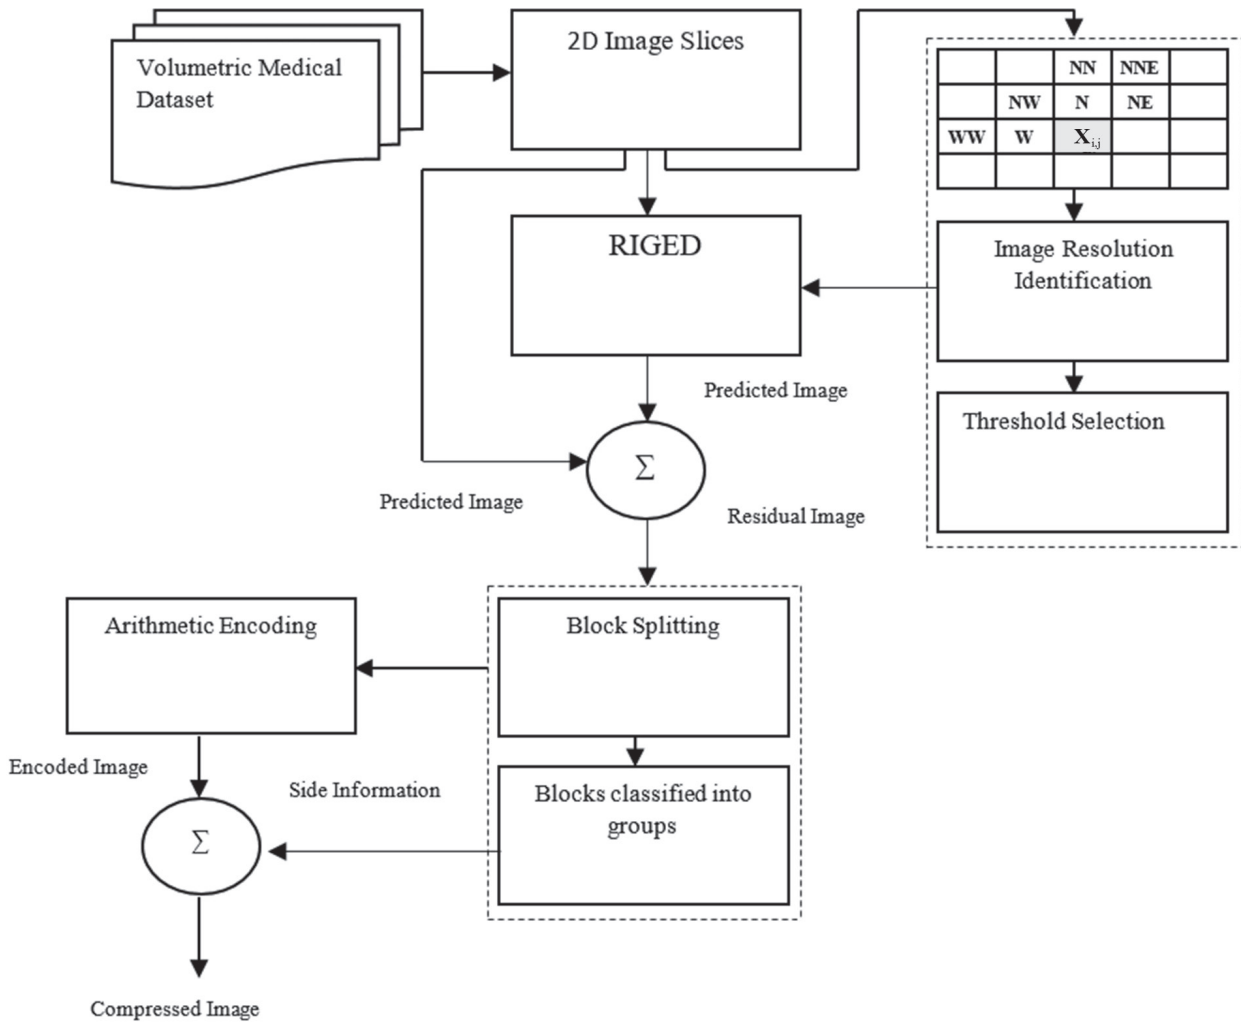 Volumetric Medical
Dataset
2D Image Slices
NN NNE
NW N NE
WW W Xi,j
RIGED
Image Resolution
Identification
Predicted Image
Threshold Selection
Σ
Predicted Image
Residual Image
Arithmetic Encoding
Block Splitting
Encoded Image
Side Information
Blocks classified into
groups
Σ
Compressed Image